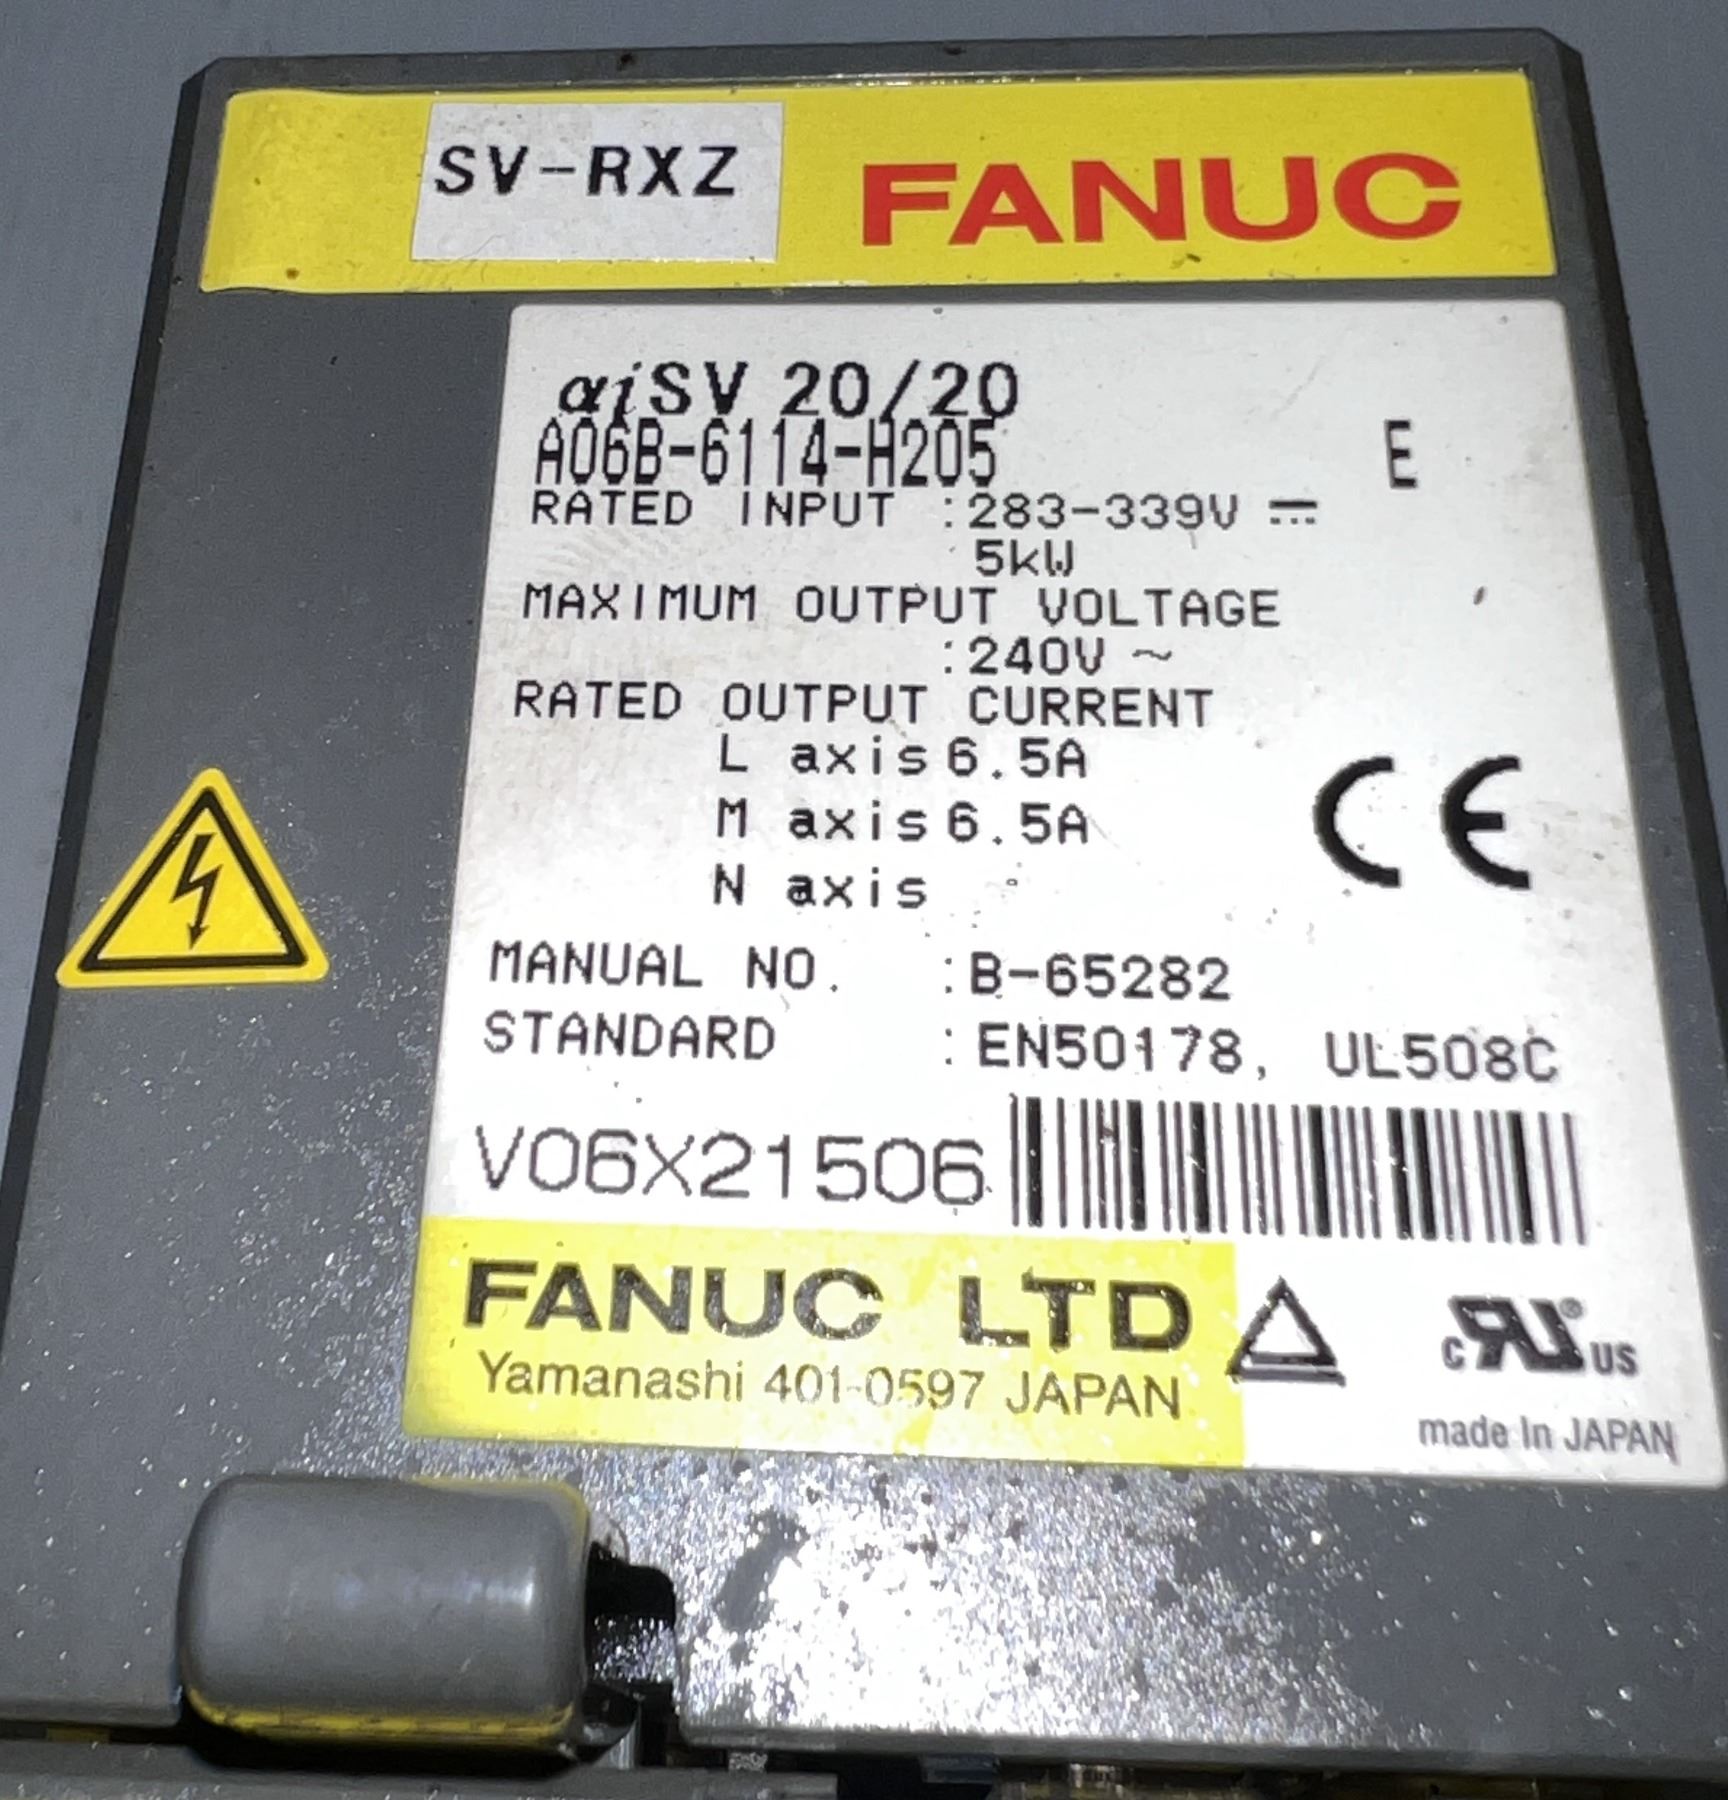 SV-RXZ FANUC
αiSV 20/20
A06B-6114-H205 E
RATED INPUT :283-339V ⎓
5kW
MAXIMUM OUTPUT VOLTAGE
:240V ~
RATED OUTPUT CURRENT
L axis 6.5A
M axis 6.5A
N axis
CE
MANUAL NO. :B-65282
STANDARD :EN50178, UL508C
V06X21506
FANUC LTD
Yamanashi 401-0597 JAPAN
c RU ® US
made in JAPAN